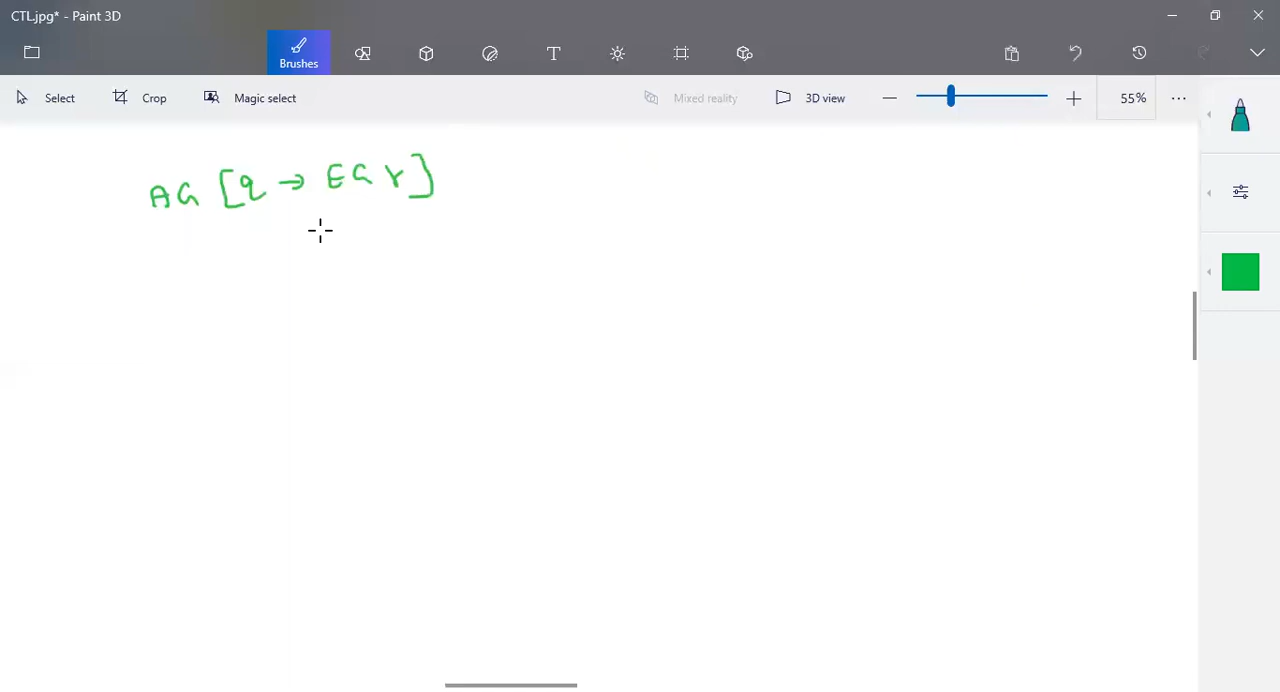 CTL.jpg* - Paint 3D
Brushes
Select
Crop
Magic select
Mixed reality
3D view
55%
AG [q → EG r]